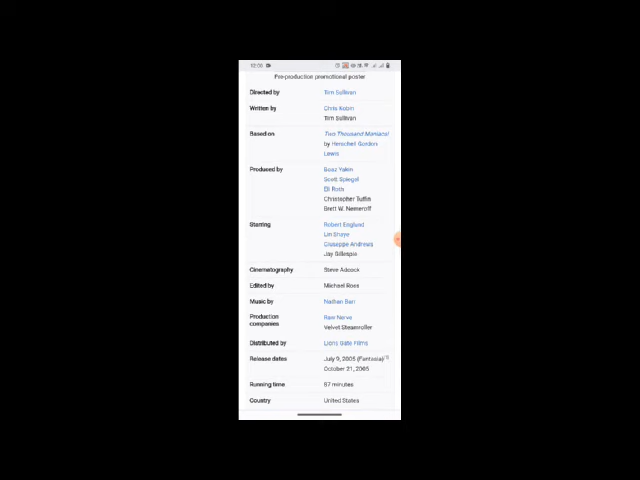 Pre-production promotional poster
Directed by Tim Sullivan
Written by Chris Kobin
Tim Sullivan
Based on Two Thousand Maniacs!
by Herschell Gordon
Lewis
Produced by Boaz Yakin
Scott Spiegel
Eli Roth
Christopher Tuffin
Brett W. Nemeroff
Starring Robert Englund
Lin Shaye
Giuseppe Andrews
Jay Gillespie
Cinematography Steve Adcock
Edited by Michael Ross
Music by Nathan Barr
Production Raw Nerve
companies Velvet Steamroller
Distributed by Lions Gate Films
Release dates July 9, 2005 (Fantasia)[1]
October 21, 2005
Running time 87 minutes
Country United States